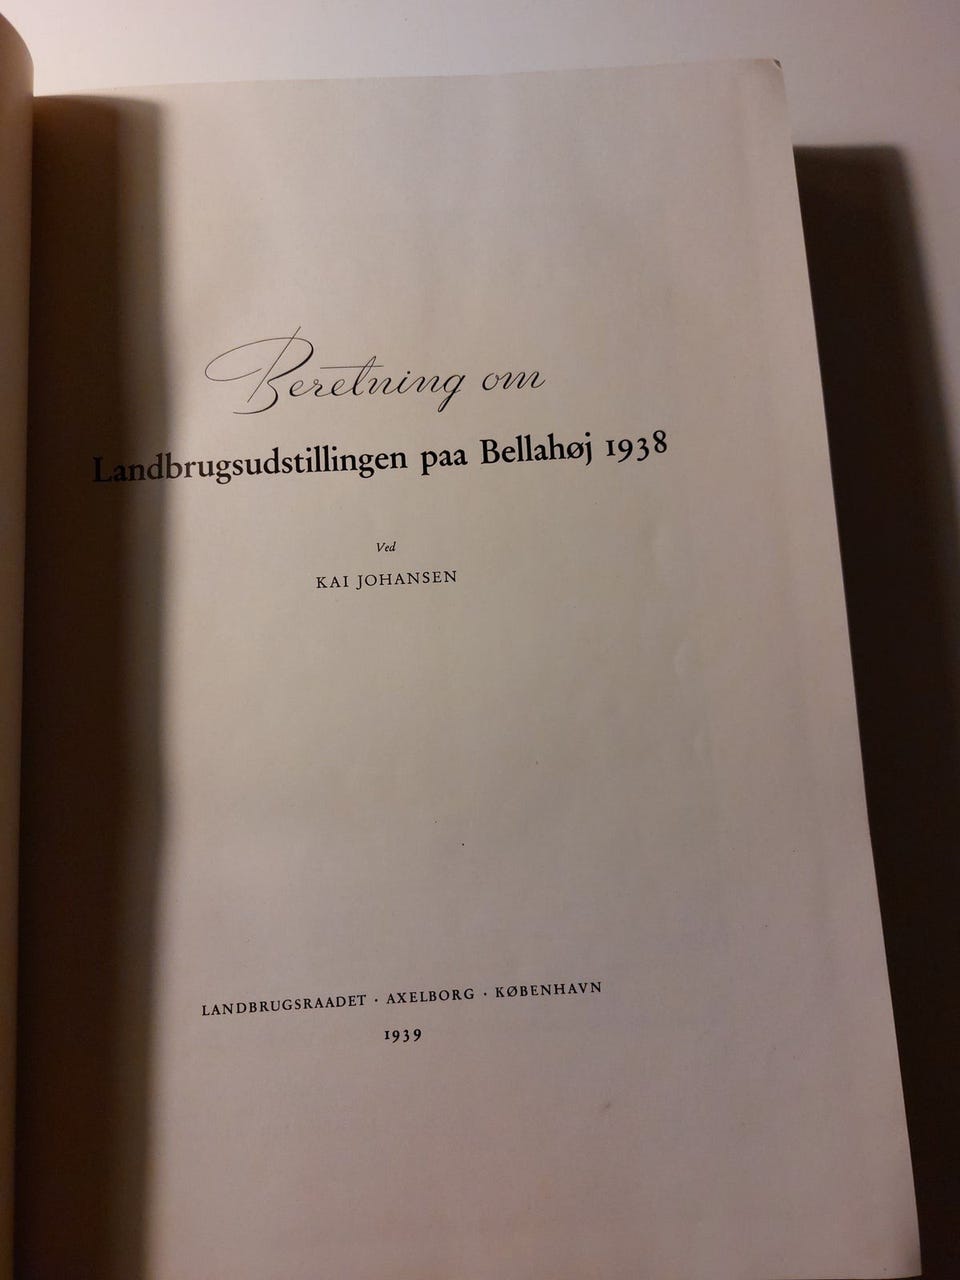 Beretning om
Landbrugsudstillingen paa Bellahøj 1938
Ved
KAI JOHANSEN
LANDBRUGSRAADET · AXELBORG · KØBENHAVN
1939